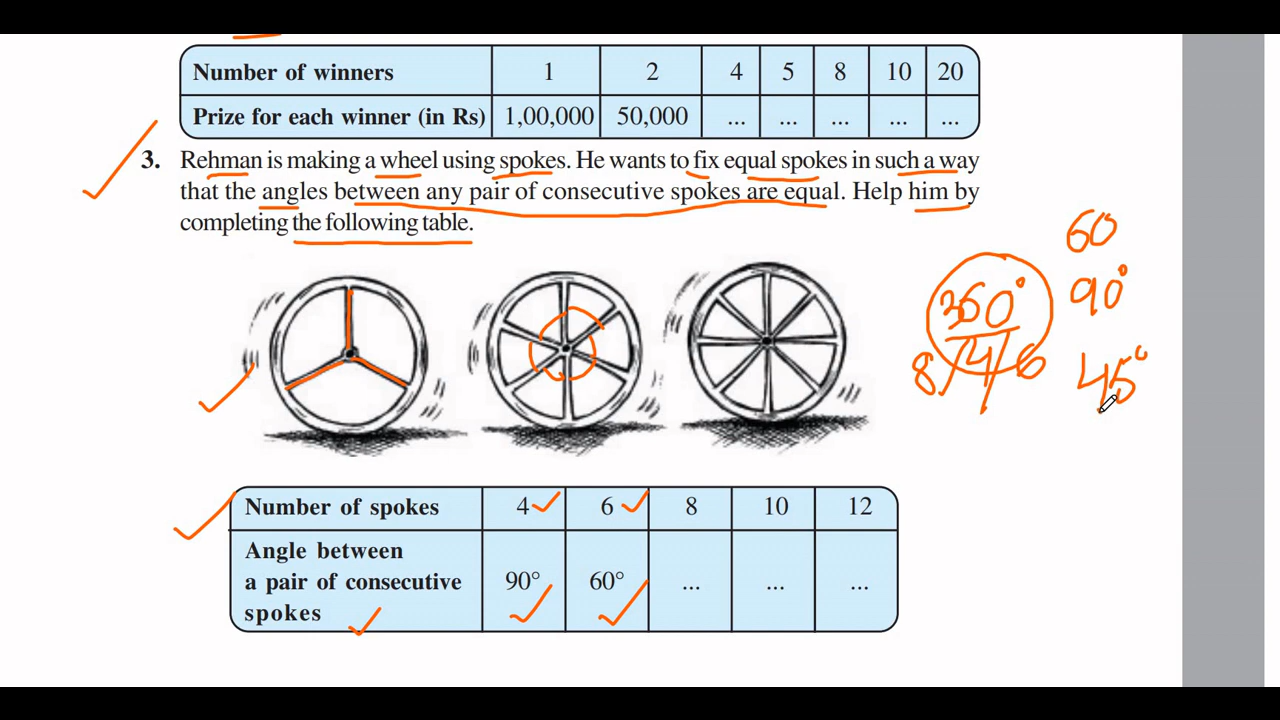 Number of winners 1 2 4 5 8 10 20
Prize for each winner (in Rs) 1,00,000 50,000 ... ... ... ... ...
3. Rehman is making a wheel using spokes. He wants to fix equal spokes in such a way
that the angles between any pair of consecutive spokes are equal. Help him by
completing the following table.
60
360° 90°
8 4 6 45°
Number of spokes 4 6 8 10 12
Angle between
a pair of consecutive 90° 60° ... ... ...
spokes